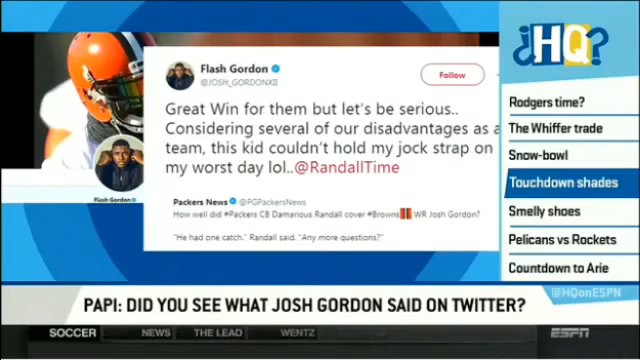 Flash Gordon
@JOSH_GORDONXII
Follow
Great Win for them but let's be serious..
Considering several of our disadvantages as a
team, this kid couldn't hold my jock strap on
my worst day lol..@RandallTime
Packers News @PGPackersNews
How well did #Packers CB Damarious Randall cover #Browns WR Josh Gordon?
"He had one catch." Randall said. "Any more questions?"
Flash Gordon
¿HQ?
Rodgers time?
The Whiffer trade
Snow-bowl
Touchdown shades
Smelly shoes
Pelicans vs Rockets
Countdown to Arie
@HQonESPN
PAPI: DID YOU SEE WHAT JOSH GORDON SAID ON TWITTER?
SOCCER NEWS THE LEAD WENTZ ESPN